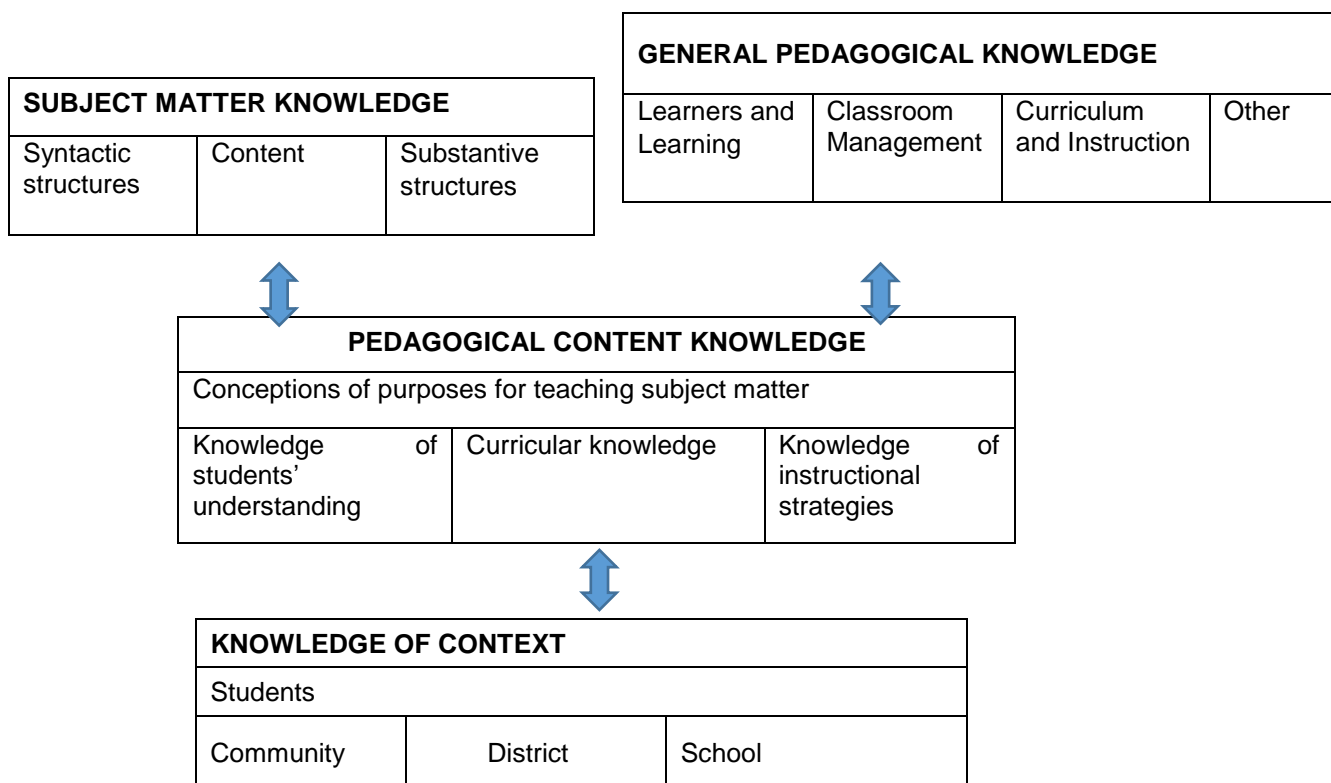 GENERAL PEDAGOGICAL KNOWLEDGE
Learners and
Learning
Classroom
Management
Curriculum
and Instruction
Other
SUBJECT MATTER KNOWLEDGE
Syntactic
structures
Content
Substantive
structures
PEDAGOGICAL CONTENT KNOWLEDGE
Conceptions of purposes for teaching subject matter
Knowledge of
students’
understanding
Curricular knowledge
Knowledge of
instructional
strategies
KNOWLEDGE OF CONTEXT
Students
Community
District
School